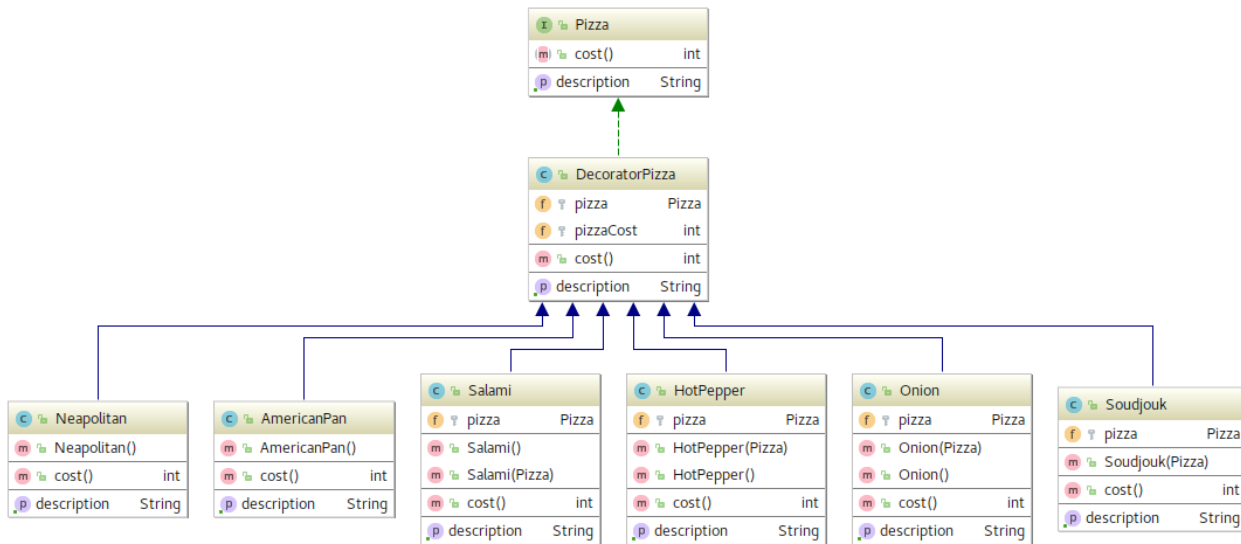 I Pizza
m cost() int
p description String
C DecoratorPizza
f pizza Pizza
f pizzaCost int
m cost() int
p description String
C Neapolitan
m Neapolitan()
m cost() int
p description String
C AmericanPan
m AmericanPan()
m cost() int
p description String
C Salami
f pizza Pizza
m Salami()
m Salami(Pizza)
m cost() int
p description String
C HotPepper
f pizza Pizza
m HotPepper(Pizza)
m HotPepper()
m cost() int
p description String
C Onion
f pizza Pizza
m Onion(Pizza)
m Onion()
m cost() int
p description String
C Soudjouk
f pizza Pizza
m Soudjouk(Pizza)
m cost() int
p description String